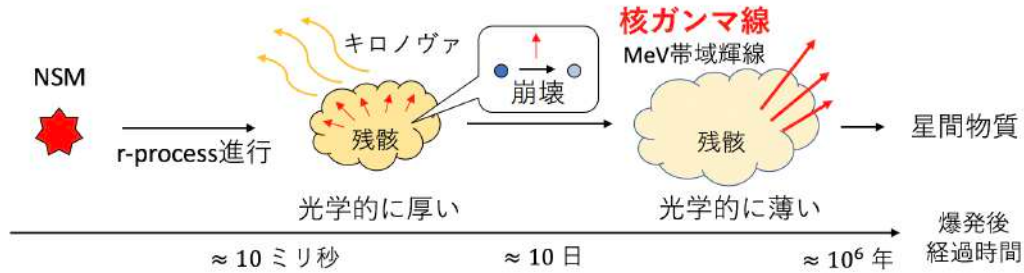 核ガンマ線
MeV帯域輝線
キロノヴァ
NSM
崩壊
r-process進行
残骸
残骸
星間物質
光学的に厚い
光学的に薄い
爆発後
経過時間
≈ 10 ミリ秒
≈ 10 日
≈ 10⁶ 年